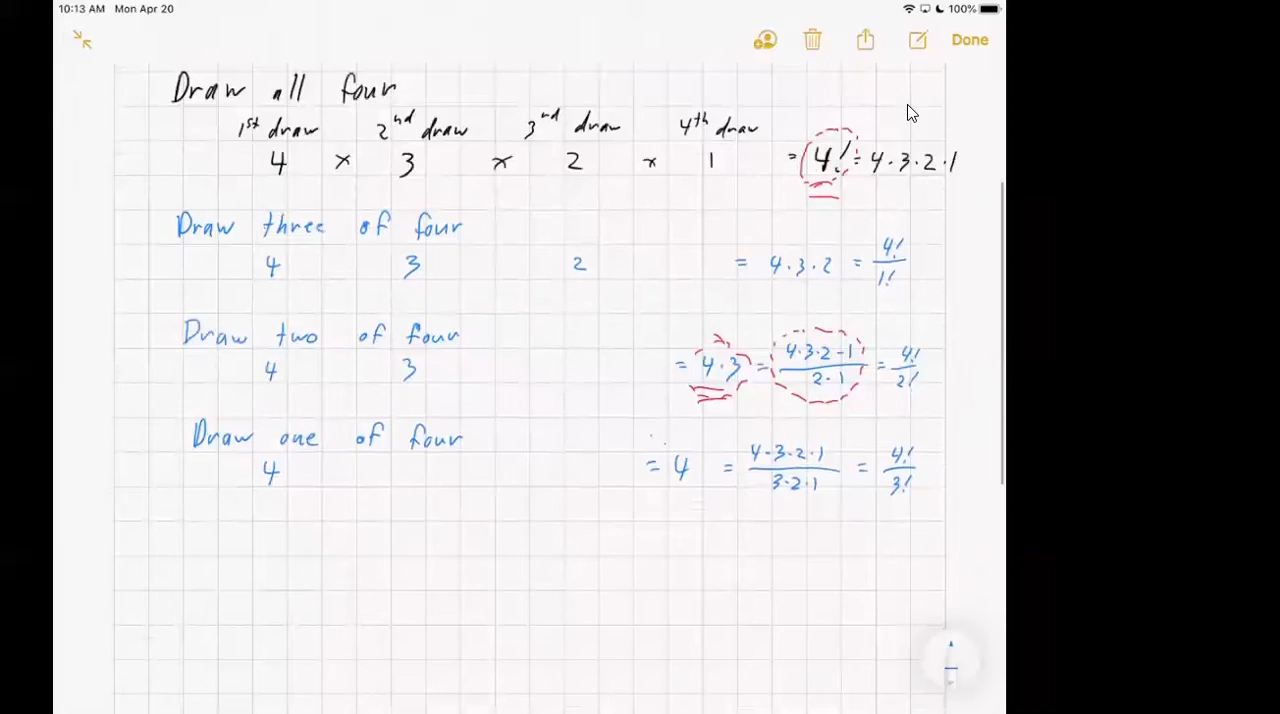 10:13 AM Mon Apr 20 100%
Done
Draw all four
1st draw 2nd draw 3nd draw 4th draw
4 × 3 × 2 × 1 = 4! = 4·3·2·1
Draw three of four
4 3 2 = 4·3·2 = 4!/1!
Draw two of four
4 3 = 4·3 = 4·3·2·1/2·1 = 4!/2!
Draw one of four
4 = 4 = 4·3·2·1/3·2·1 = 4!/3!